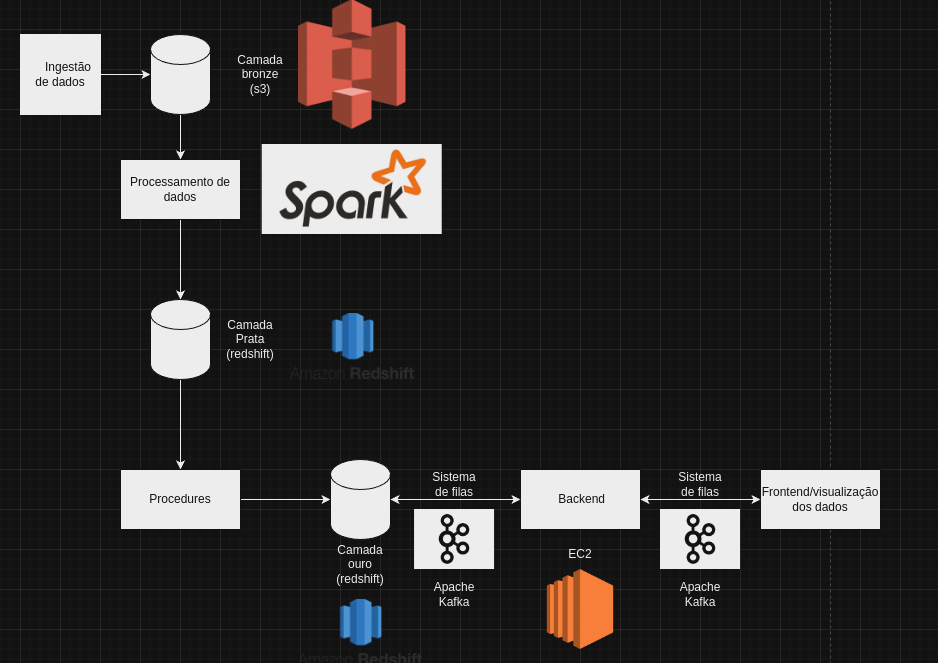 Ingestão
de dados
Camada
bronze
(s3)
Processamento de
dados
Spark
Camada
Prata
(redshift)
Amazon Redshift
Procedures
Sistema
de filas
Backend
Sistema
de filas
Frontend/visualização
dos dados
Camada
ouro
(redshift)
Apache
Kafka
EC2
Apache
Kafka
Amazon Redshift